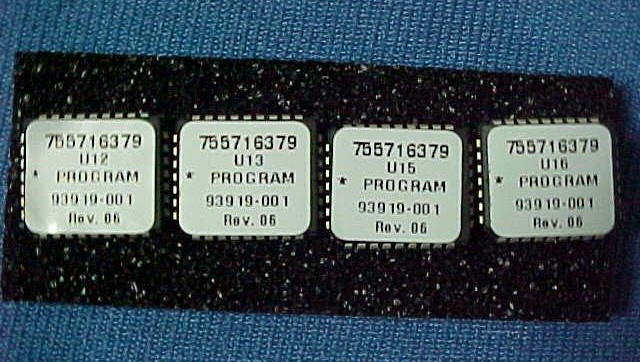 755716379
U12
* PROGRAM
93919-001
Rev. 06
755716379
U13
* PROGRAM
93919-001
Rev. 06
755716379
U15
* PROGRAM
93919-001
Rev. 06
755716379
U16
* PROGRAM
93919-001
Rev. 06